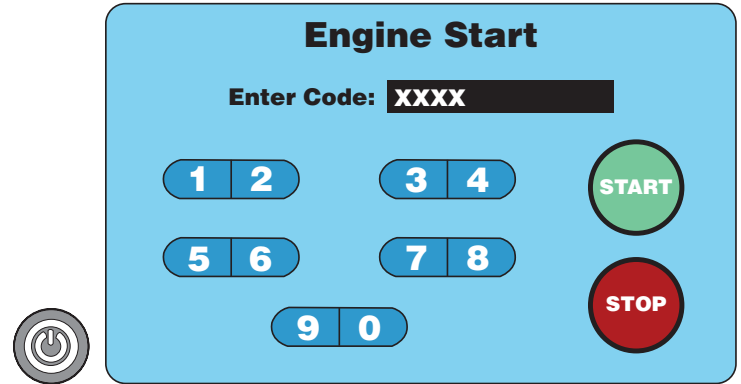 Engine Start
Enter Code: XXXX
1 2 3 4
START
5 6 7 8
STOP
9 0